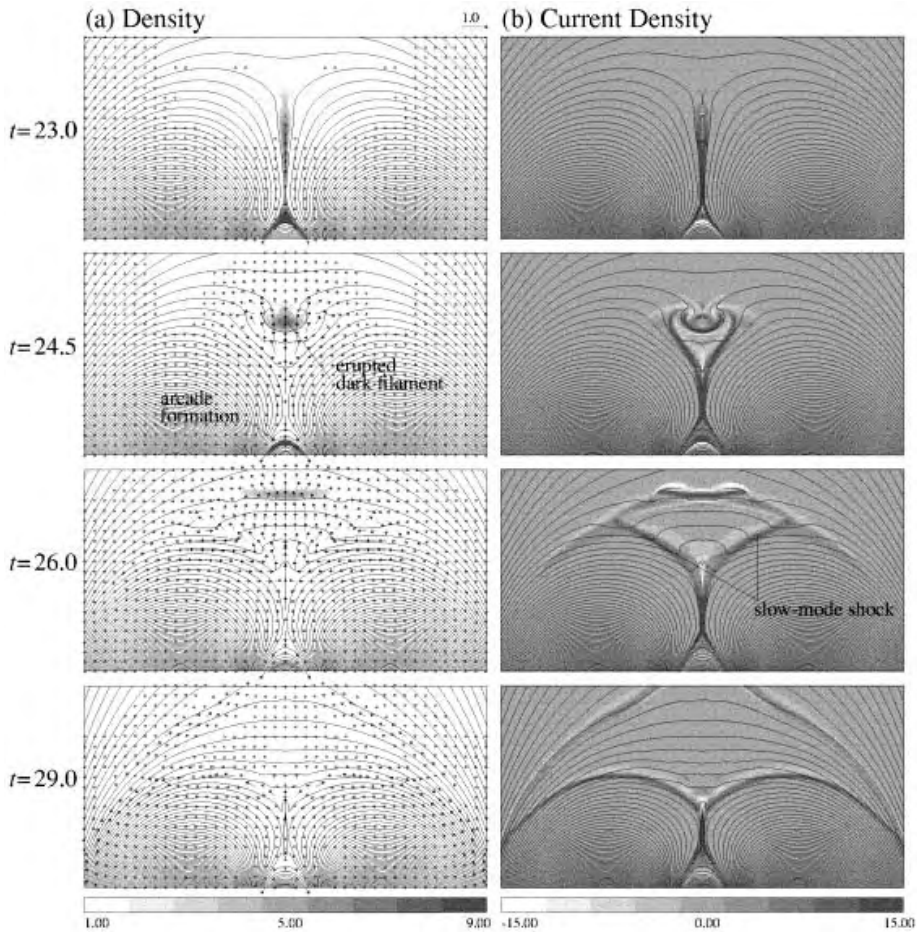 (a) Density
1.0
(b) Current Density
t=23.0
t=24.5
erupted
dark filament
arcade
formation
t=26.0
slow-mode shock
t=29.0
1.00 5.00 9.00
-15.00 0.00 15.00